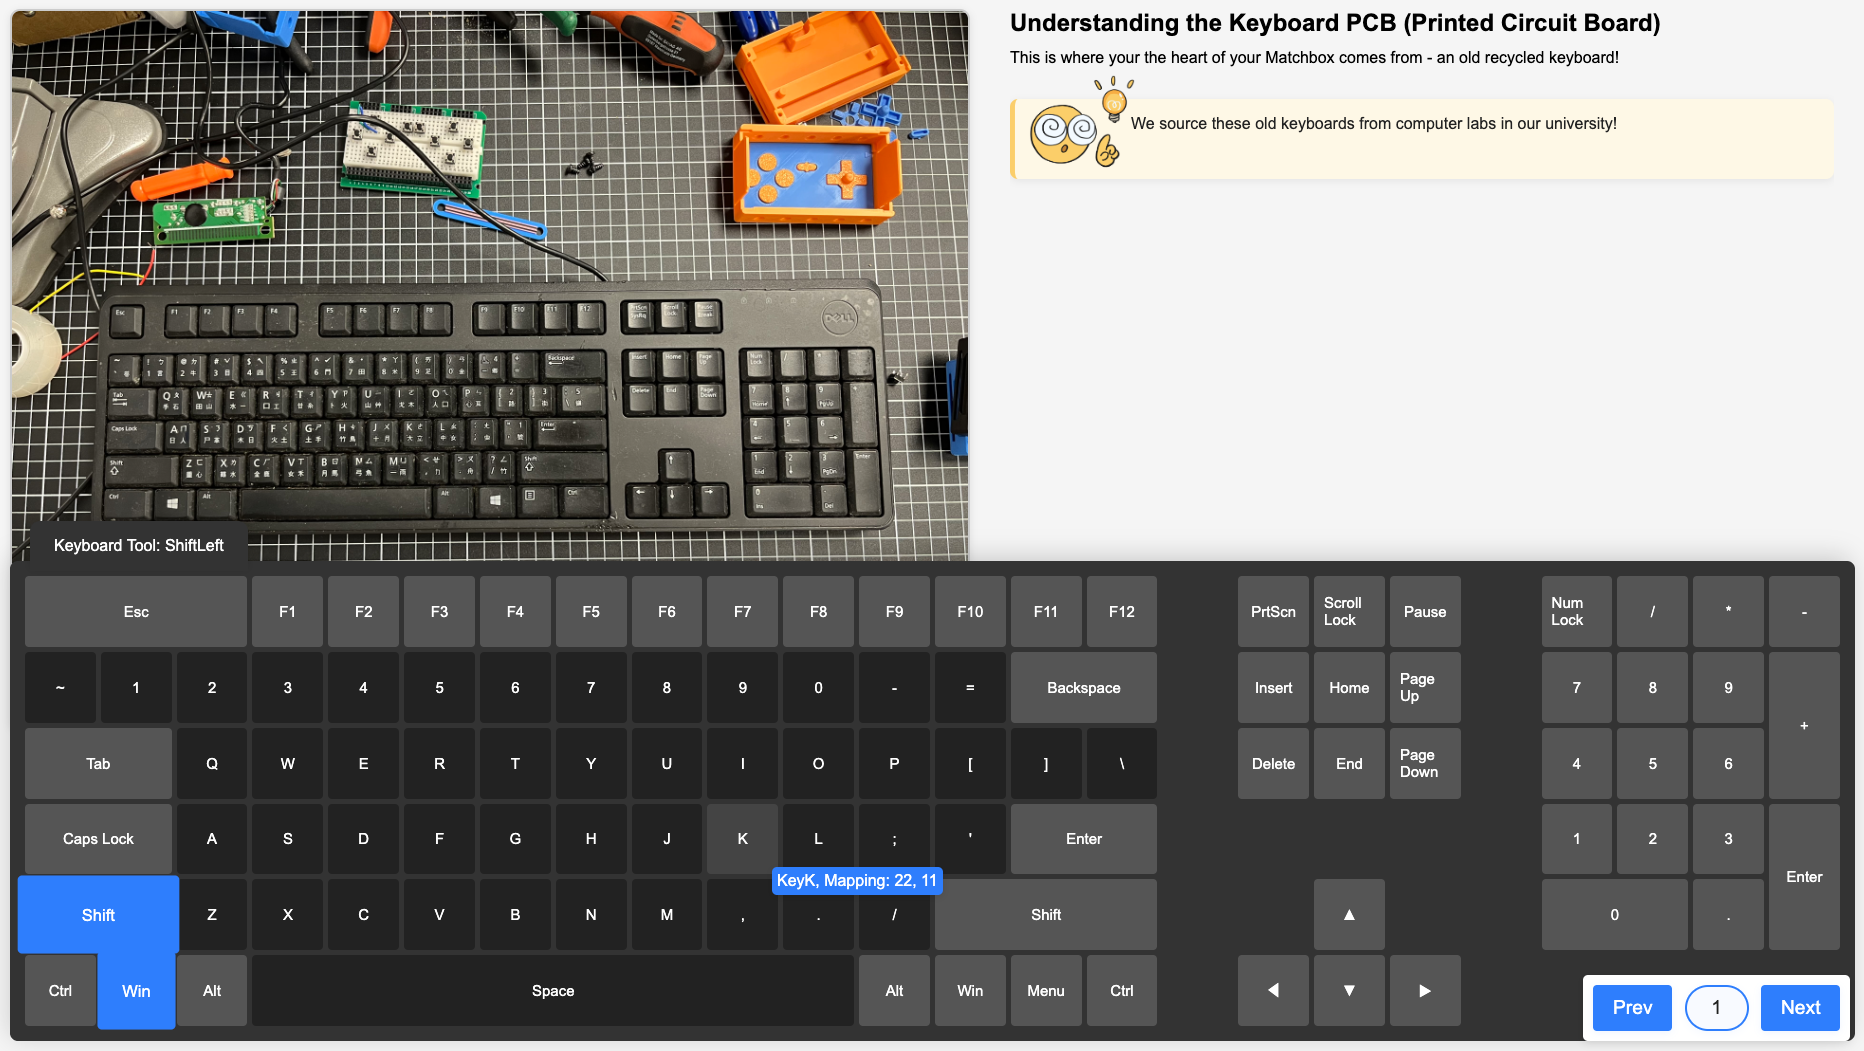 Understanding the Keyboard PCB (Printed Circuit Board)
This is where your the heart of your Matchbox comes from - an old recycled keyboard!
We source these old keyboards from computer labs in our university!
DELL
Keyboard Tool: ShiftLeft
Esc F1 F2 F3 F4 F5 F6 F7 F8 F9 F10 F11 F12 PrtScn Scroll Lock Pause Num Lock / * -
~ 1 2 3 4 5 6 7 8 9 0 - = Backspace Insert Home Page Up 7 8 9 +
Tab Q W E R T Y U I O P [ ] \ Delete End Page Down 4 5 6
Caps Lock A S D F G H J K L ; ' Enter 1 2 3 Enter
KeyK, Mapping: 22, 11
Shift Z X C V B N M , . / Shift ▲ 0 .
Ctrl Win Alt Space Alt Win Menu Ctrl ◀ ▼ ▶
Prev 1 Next